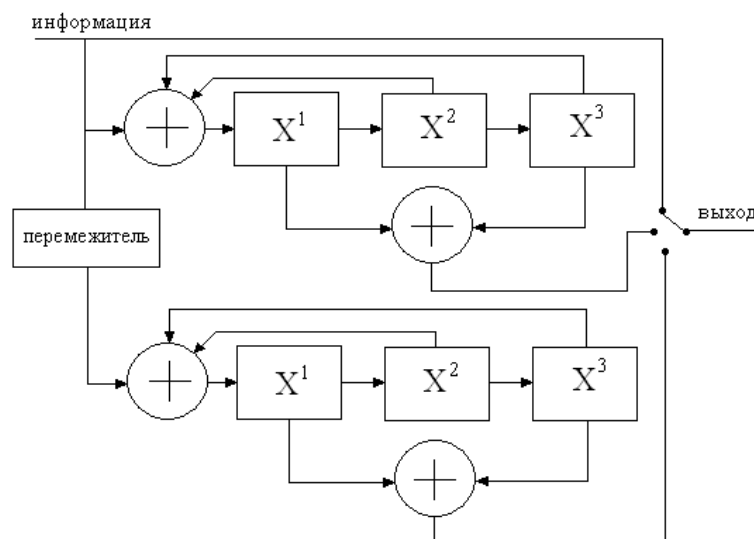 информация
X¹ X² X³
выход
перемежитель
X¹ X² X³